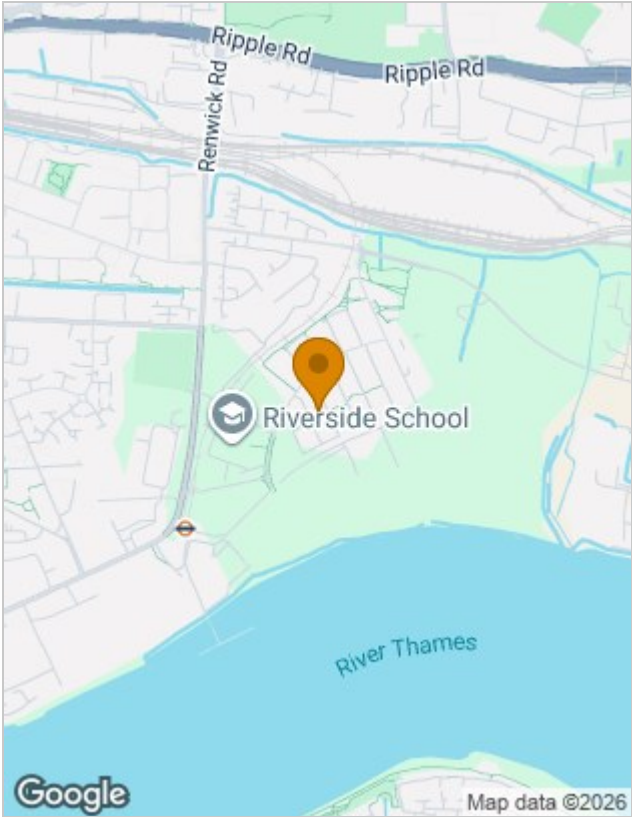 Ripple Rd
Ripple Rd
Renwick Rd
Riverside School
River Thames
Google
Map data ©2026